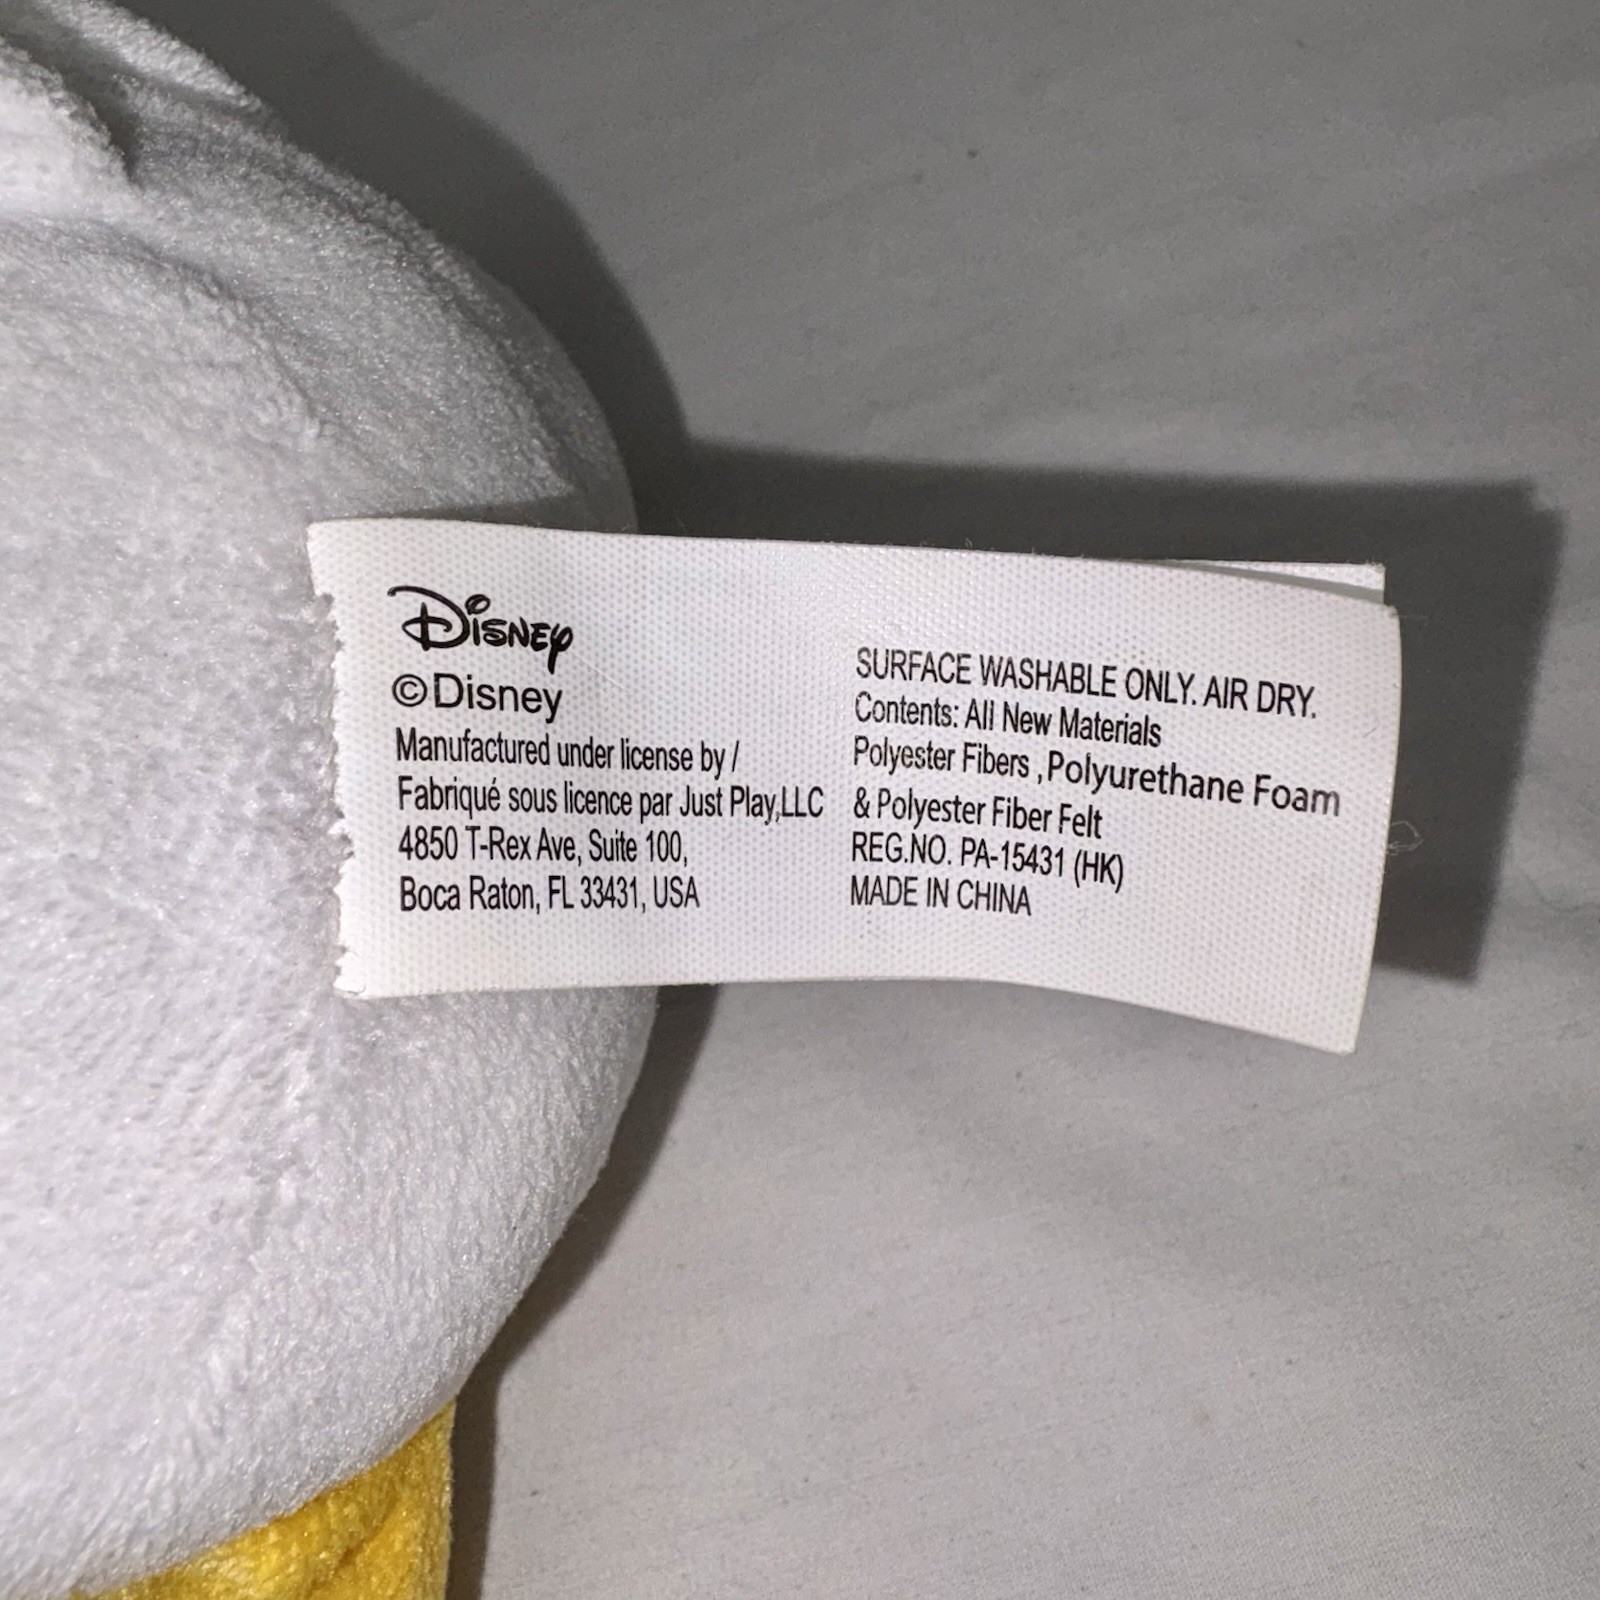 Disney
©Disney
Manufactured under license by /
Fabriqué sous licence par Just Play,LLC
4850 T-Rex Ave, Suite 100,
Boca Raton, FL 33431, USA
SURFACE WASHABLE ONLY. AIR DRY.
Contents: All New Materials
Polyester Fibers ,Polyurethane Foam
& Polyester Fiber Felt
REG.NO. PA-15431 (HK)
MADE IN CHINA